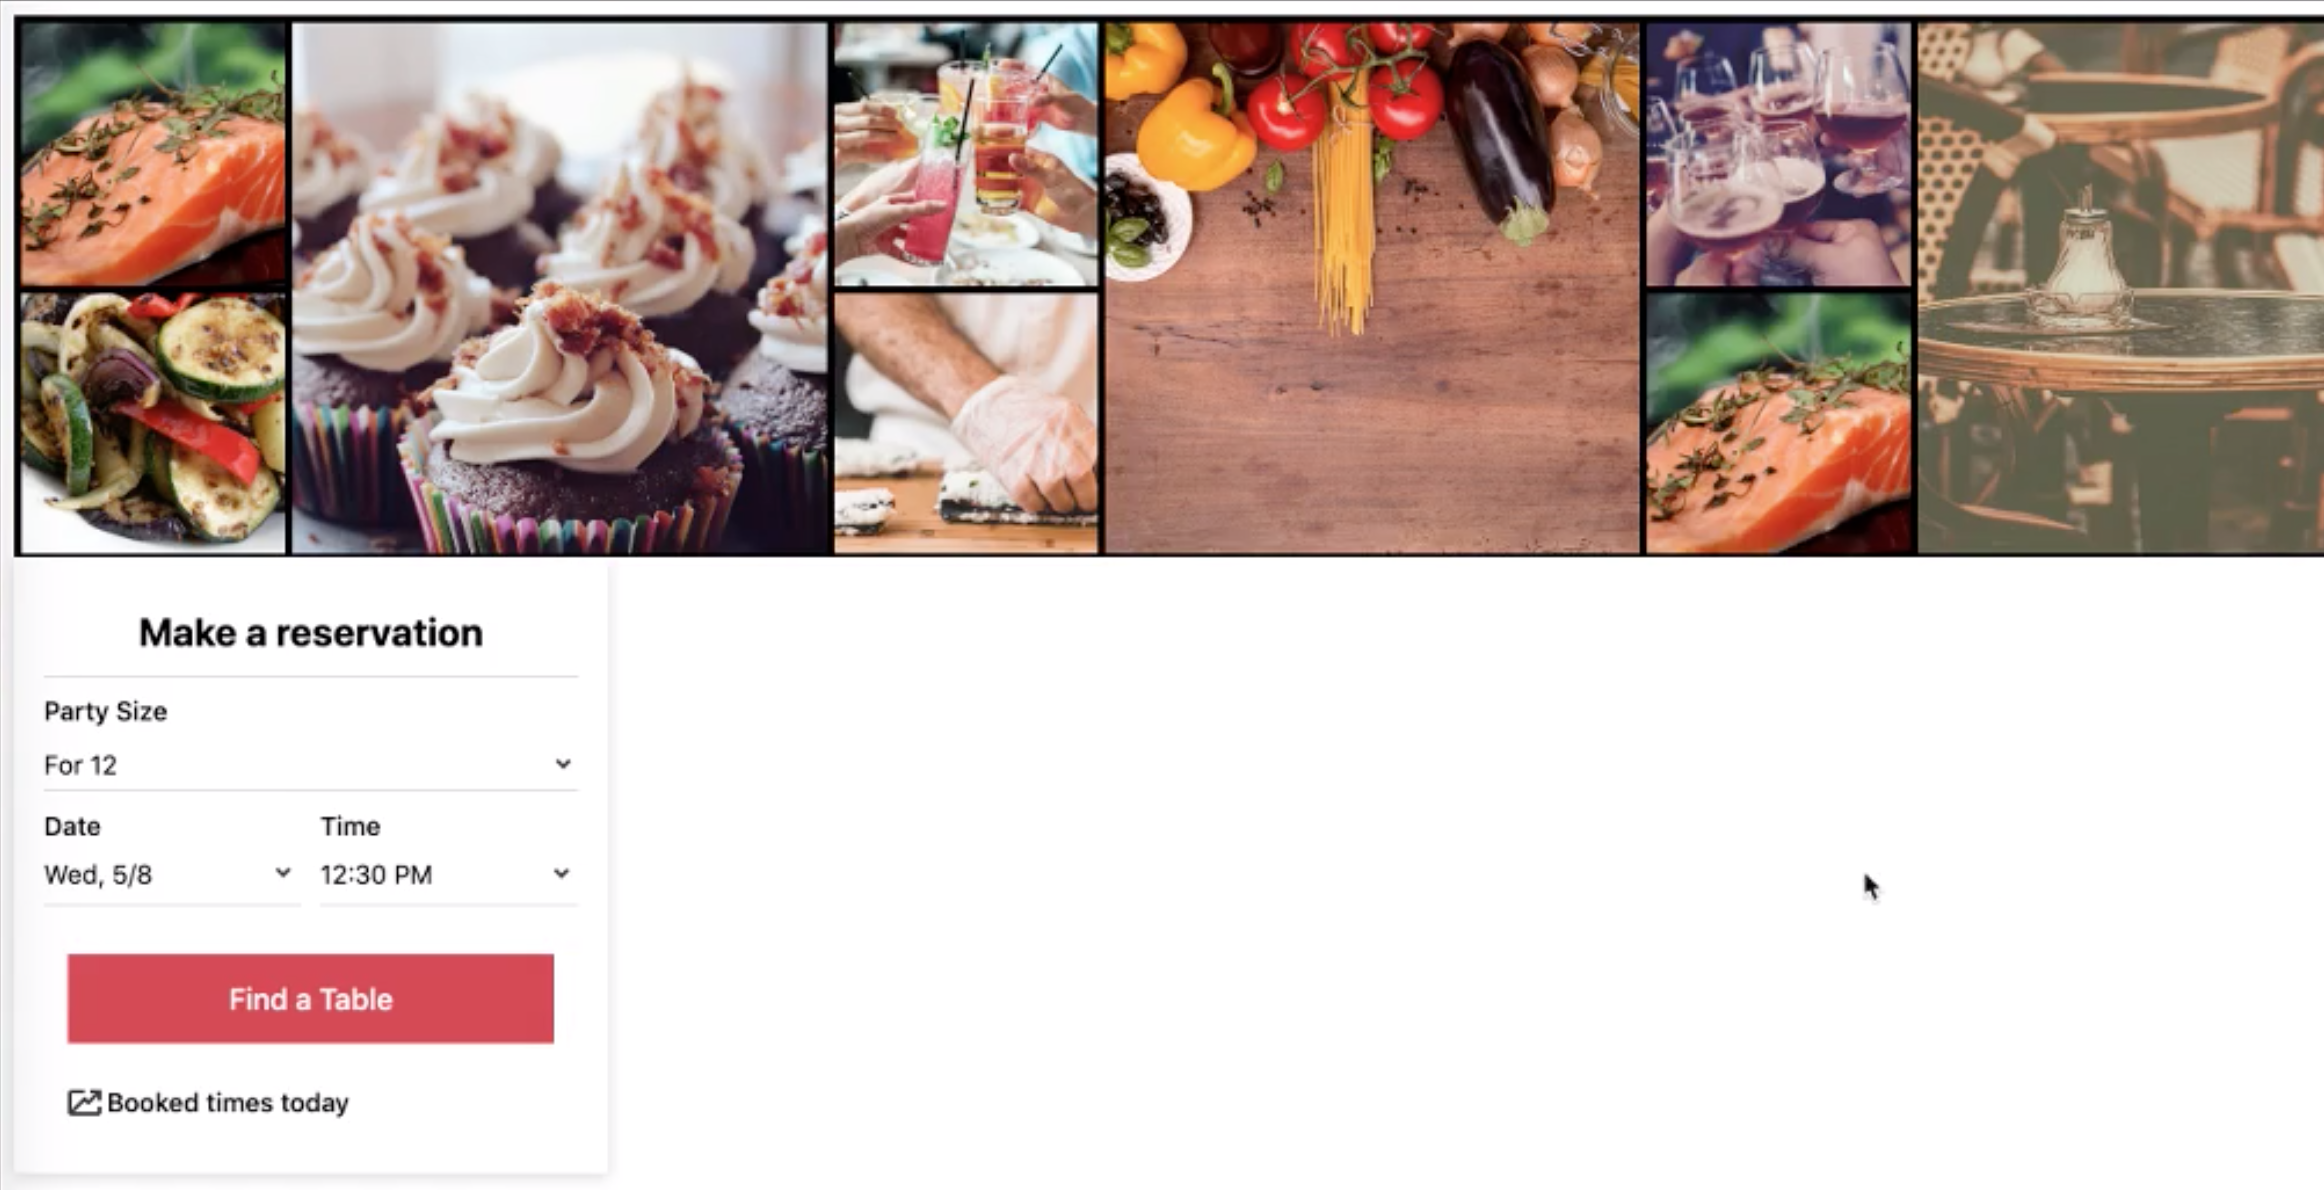 Make a reservation
Party Size
For 12
Date Time
Wed, 5/8 12:30 PM
Find a Table
Booked times today